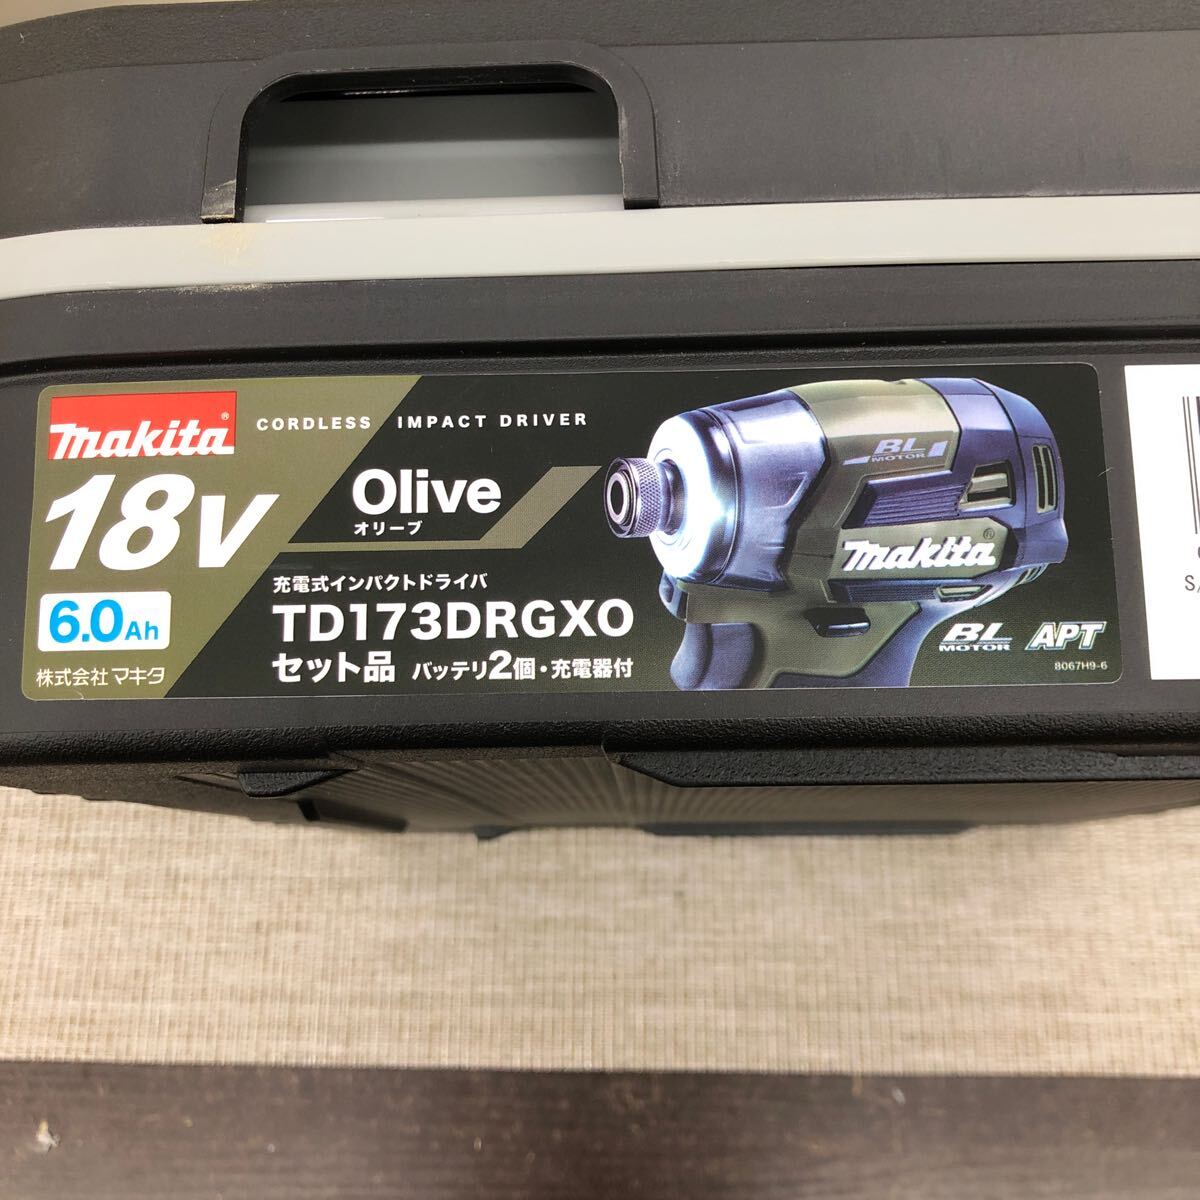 makita®
CORDLESS IMPACT DRIVER
18V
Olive
オリーブ
6.0Ah
株式会社マキタ
充電式インパクトドライバ
TD173DRGXO
セット品 バッテリ2個・充電器付
BL
MOTOR
makita®
BL
MOTOR
APT
8067H9-6